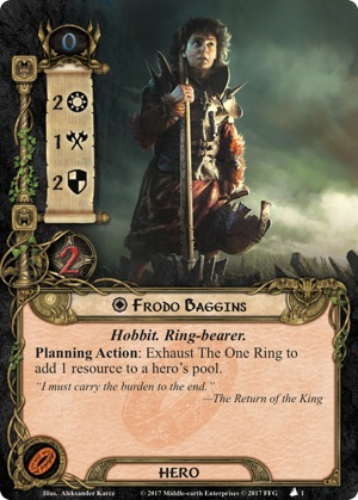 0
2
1
2
2
Frodo Baggins
Hobbit. Ring-bearer.
Planning Action: Exhaust The One Ring to
add 1 resource to a hero's pool.
“I must carry the burden to the end.”
—The Return of the King
HERO
Illus. Aleksander Karcz © 2017 Middle-earth Enterprises © 2017 FFG 1